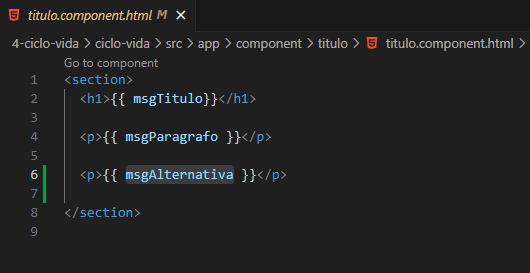 titulo.component.html M ×
4-ciclo-vida > ciclo-vida > src > app > component > titulo > titulo.component.html >
Go to component
1 <section>
2 <h1>{{ msgTitulo}}</h1>
3
4 <p>{{ msgParagrafo }}</p>
5
6 <p>{{ msgAlternativa }}</p>
7
8 </section>
9